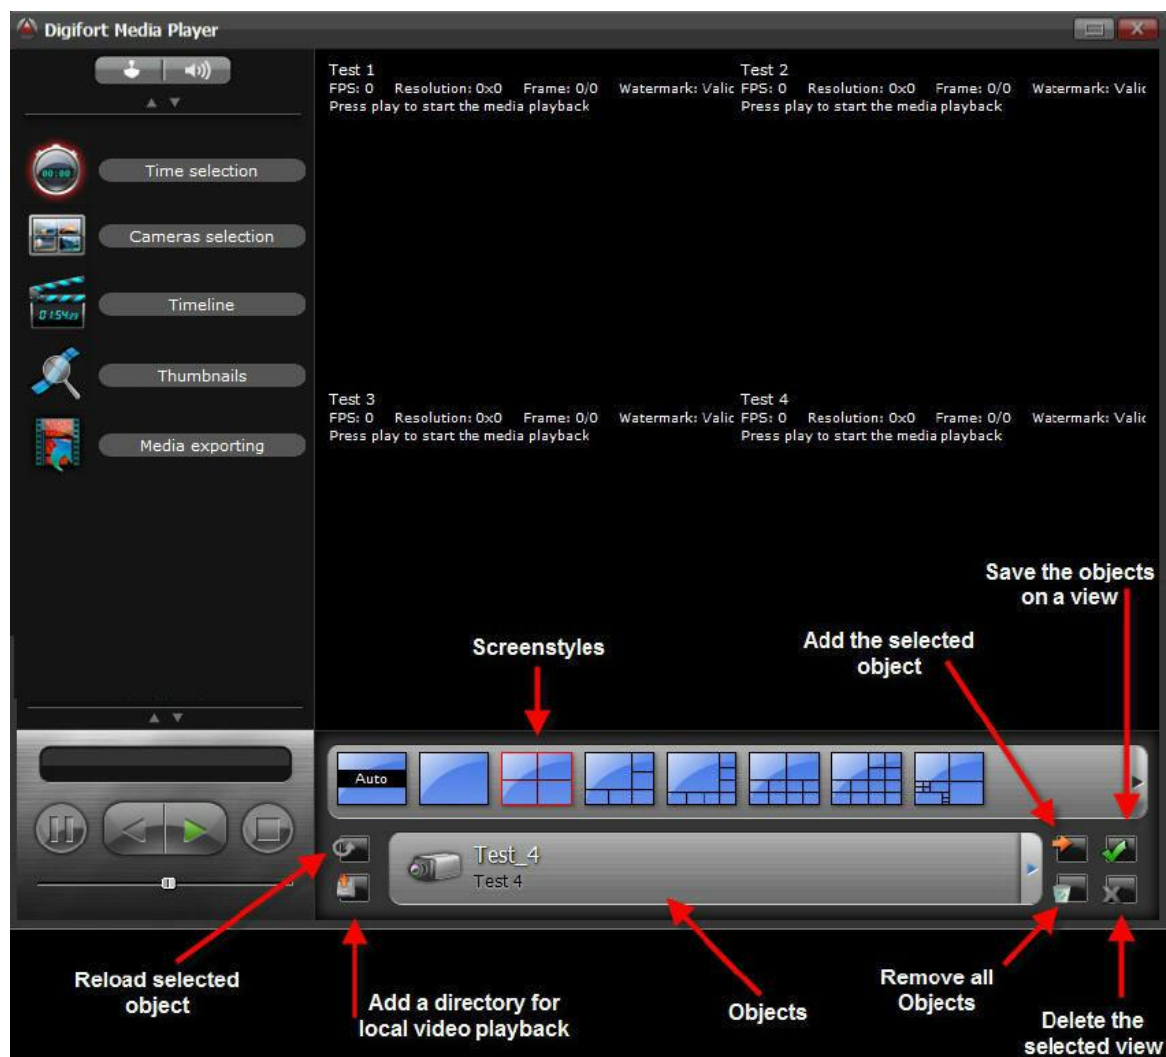 Digifort Media Player
Test 1
FPS: 0 Resolution: 0x0 Frame: 0/0 Watermark: Valic
Press play to start the media playback
Test 2
FPS: 0 Resolution: 0x0 Frame: 0/0 Watermark: Valic
Press play to start the media playback
Time selection
00:00
Cameras selection
Timeline
Thumbnails
Media exporting
Test 3
FPS: 0 Resolution: 0x0 Frame: 0/0 Watermark: Valic
Press play to start the media playback
Test 4
FPS: 0 Resolution: 0x0 Frame: 0/0 Watermark: Valic
Press play to start the media playback
Save the objects
on a view
Screenstyles
Add the selected
object
Auto
Test_4
Test 4
Reload selected
object
Add a directory for
local video playback
Objects
Remove all
Objects
Delete the
selected view